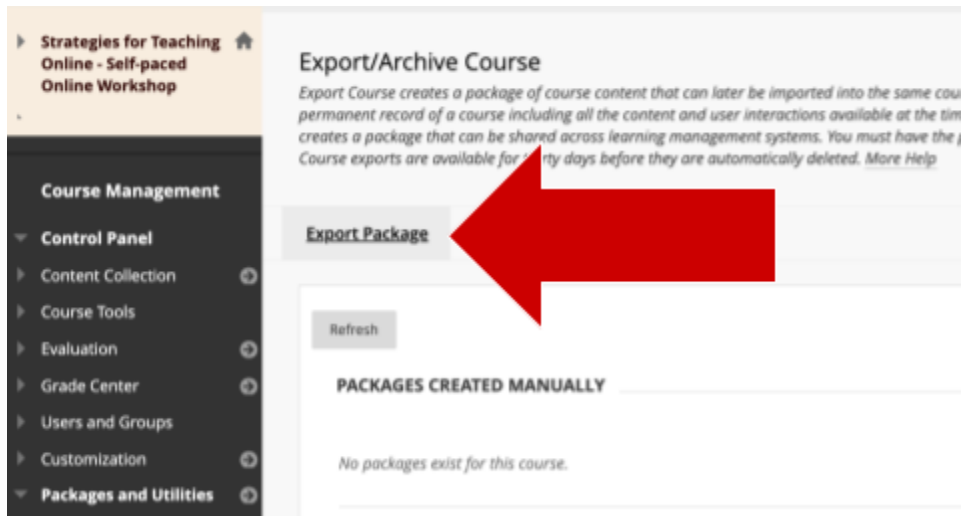 Strategies for Teaching
Online - Self-paced
Online Workshop
Course Management
Control Panel
Content Collection
Course Tools
Evaluation
Grade Center
Users and Groups
Customization
Packages and Utilities
Export/Archive Course
Export Course creates a package of course content that can later be imported into the same cou
permanent record of a course including all the content and user interactions available at the tim
creates a package that can be shared across learning management systems. You must have the p
Course exports are available for rty days before they are automatically deleted. More Help
Export Package
Refresh
PACKAGES CREATED MANUALLY
No packages exist for this course.